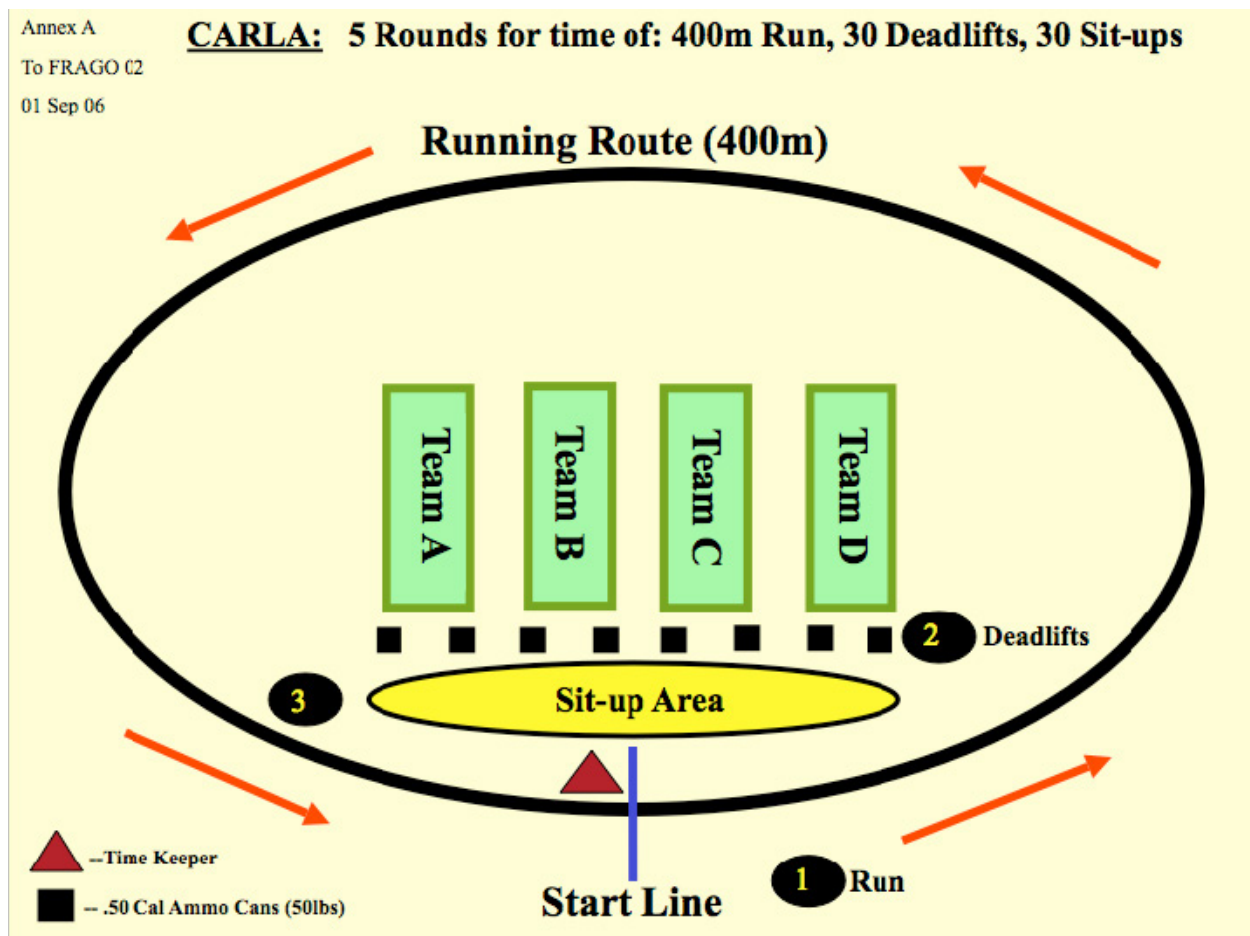 Annex A
To FRAGO 02
01 Sep 06
CARLA: 5 Rounds for time of: 400m Run, 30 Deadlifts, 30 Sit-ups
Running Route (400m)
Team A
Team B
Team C
Team D
2 Deadlifts
3
Sit-up Area
--Time Keeper
-- .50 Cal Ammo Cans (50lbs)
Start Line
1 Run